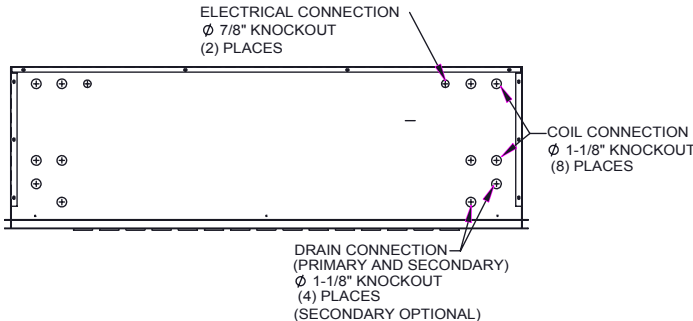 ELECTRICAL CONNECTION
Ø 7/8" KNOCKOUT
(2) PLACES
COIL CONNECTION
Ø 1-1/8" KNOCKOUT
(8) PLACES
DRAIN CONNECTION
(PRIMARY AND SECONDARY)
Ø 1-1/8" KNOCKOUT
(4) PLACES
(SECONDARY OPTIONAL)